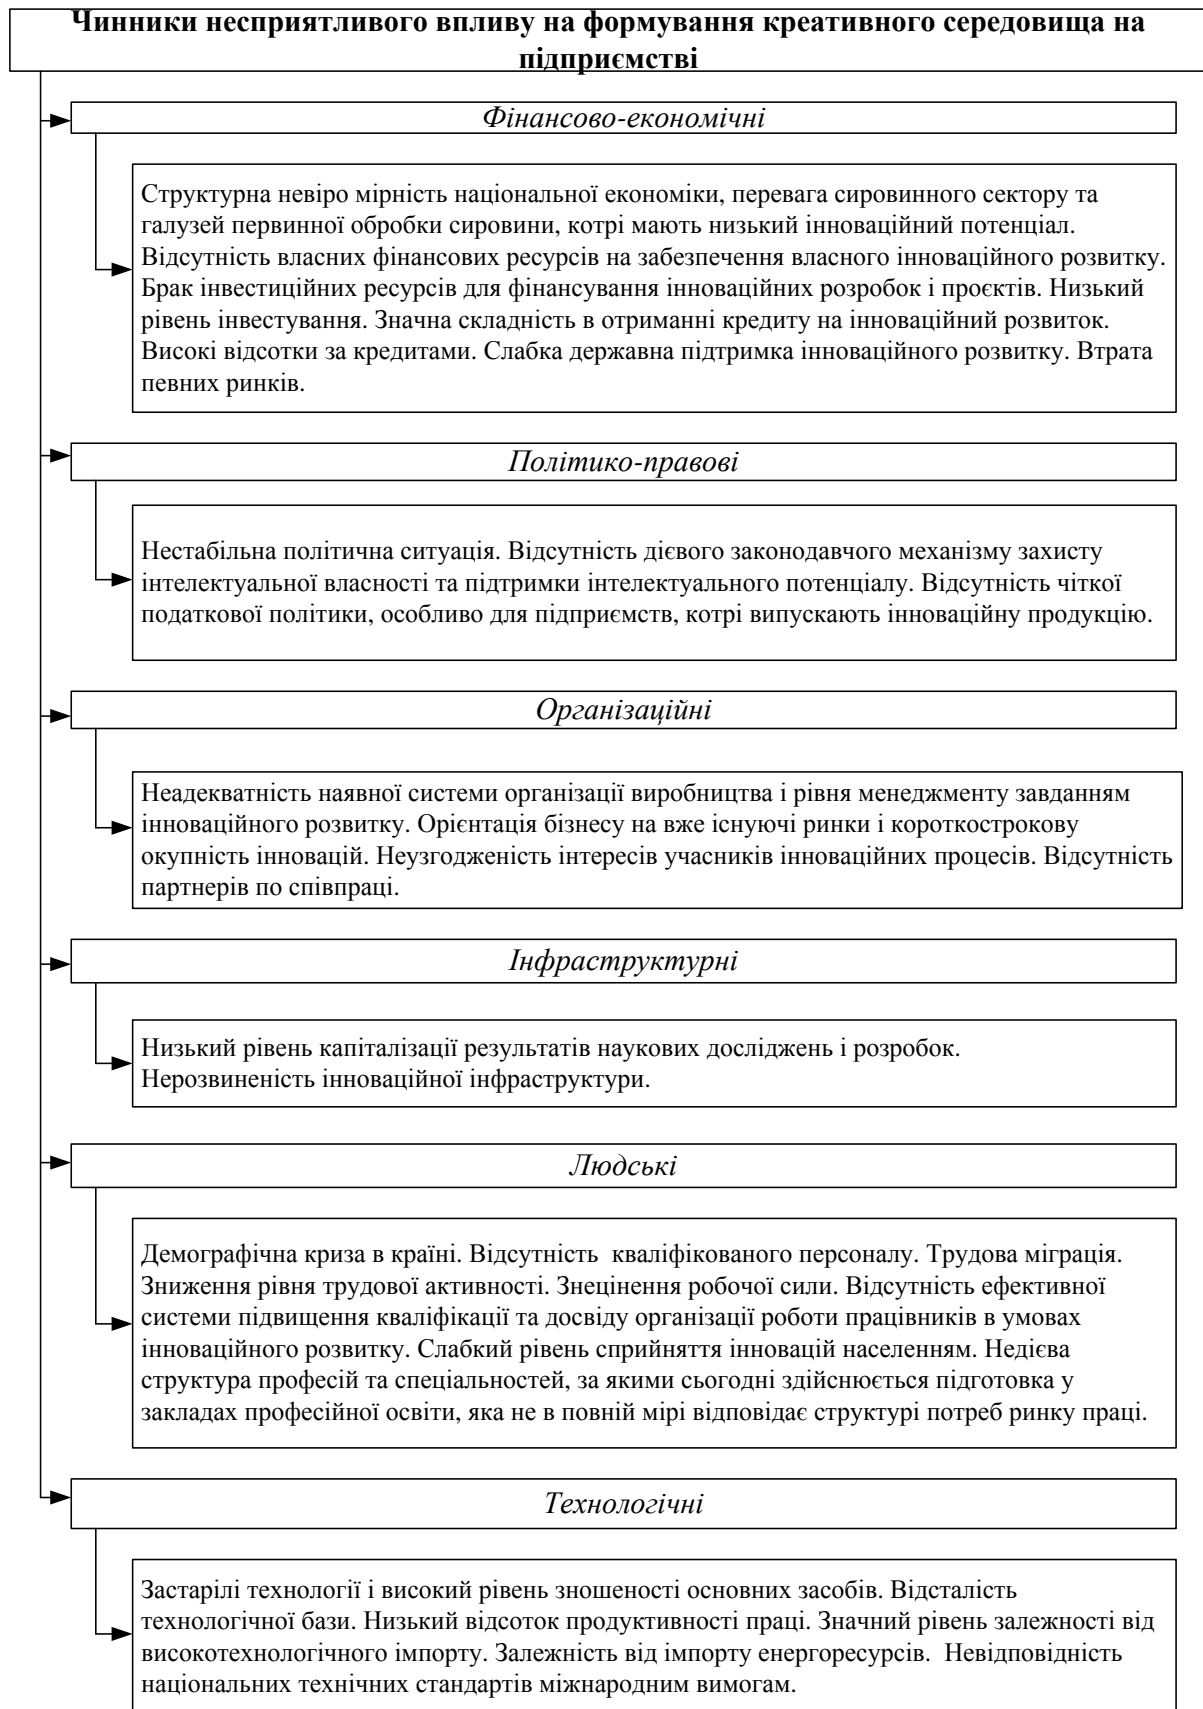 Чинники несприятливого впливу на формування креативного середовища на
підприємстві
Фінансово-економічні
Структурна невіро мірність національної економіки, перевага сировинного сектору та
галузей первинної обробки сировини, котрі мають низький інноваційний потенціал.
Відсутність власних фінансових ресурсів на забезпечення власного інноваційного розвитку.
Брак інвестиційних ресурсів для фінансування інноваційних розробок і проєктів. Низький
рівень інвестування. Значна складність в отриманні кредиту на інноваційний розвиток.
Високі відсотки за кредитами. Слабка державна підтримка інноваційного розвитку. Втрата
певних ринків.
Політико-правові
Нестабільна політична ситуація. Відсутність дієвого законодавчого механізму захисту
інтелектуальної власності та підтримки інтелектуального потенціалу. Відсутність чіткої
податкової політики, особливо для підприємств, котрі випускають інноваційну продукцію.
Організаційні
Неадекватність наявної системи організації виробництва і рівня менеджменту завданням
інноваційного розвитку. Орієнтація бізнесу на вже існуючі ринки і короткострокову
окупність інновацій. Неузгодженість інтересів учасників інноваційних процесів. Відсутність
партнерів по співпраці.
Інфраструктурні
Низький рівень капіталізації результатів наукових досліджень і розробок.
Нерозвиненість інноваційної інфраструктури.
Людські
Демографічна криза в країні. Відсутність  кваліфікованого персоналу. Трудова міграція.
Зниження рівня трудової активності. Знецінення робочої сили. Відсутність ефективної
системи підвищення кваліфікації та досвіду організації роботи працівників в умовах
інноваційного розвитку. Слабкий рівень сприйняття інновацій населенням. Недієва
структура професій та спеціальностей, за якими сьогодні здійснюється підготовка у
закладах професійної освіти, яка не в повній мірі відповідає структурі потреб ринку праці.
Технологічні
Застарілі технології і високий рівень зношеності основних засобів. Відсталість
технологічної бази. Низький відсоток продуктивності праці. Значний рівень залежності від
високотехнологічного імпорту. Залежність від імпорту енергоресурсів.  Невідповідність
національних технічних стандартів міжнародним вимогам.